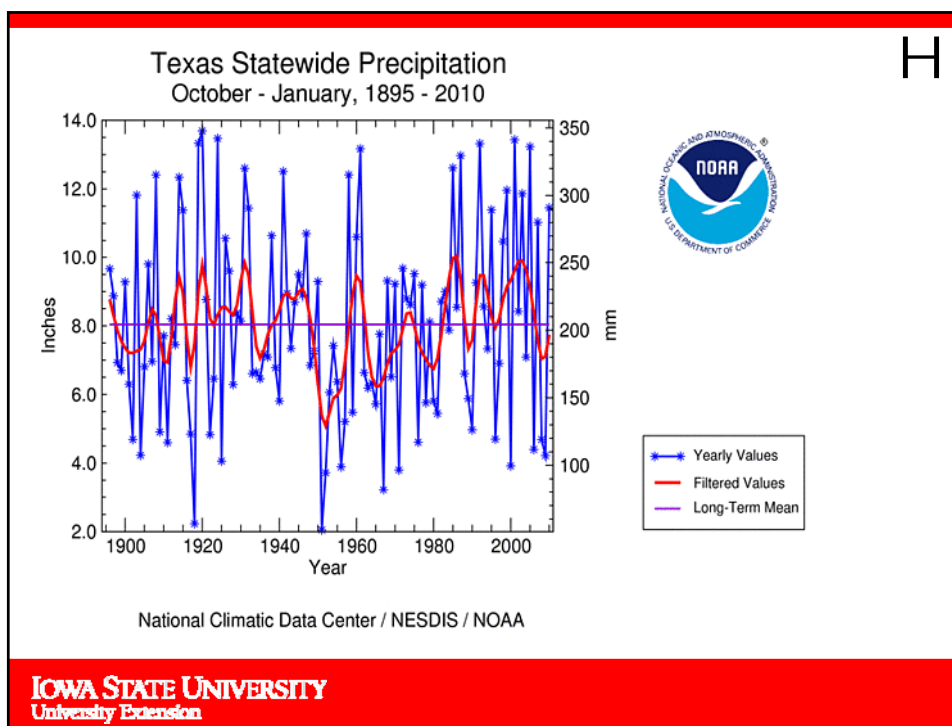 H
Texas Statewide Precipitation
October - January, 1895 - 2010
14.0
12.0
10.0
8.0
6.0
4.0
2.0
Inches
350
300
250
200
150
100
mm
1900 1920 1940 1960 1980 2000
Year
NATIONAL OCEANIC AND ATMOSPHERIC ADMINISTRATION
®
NOAA
U.S. DEPARTMENT OF COMMERCE
Yearly Values
Filtered Values
Long-Term Mean
National Climatic Data Center / NESDIS / NOAA
IOWA STATE UNIVERSITY
University Extension